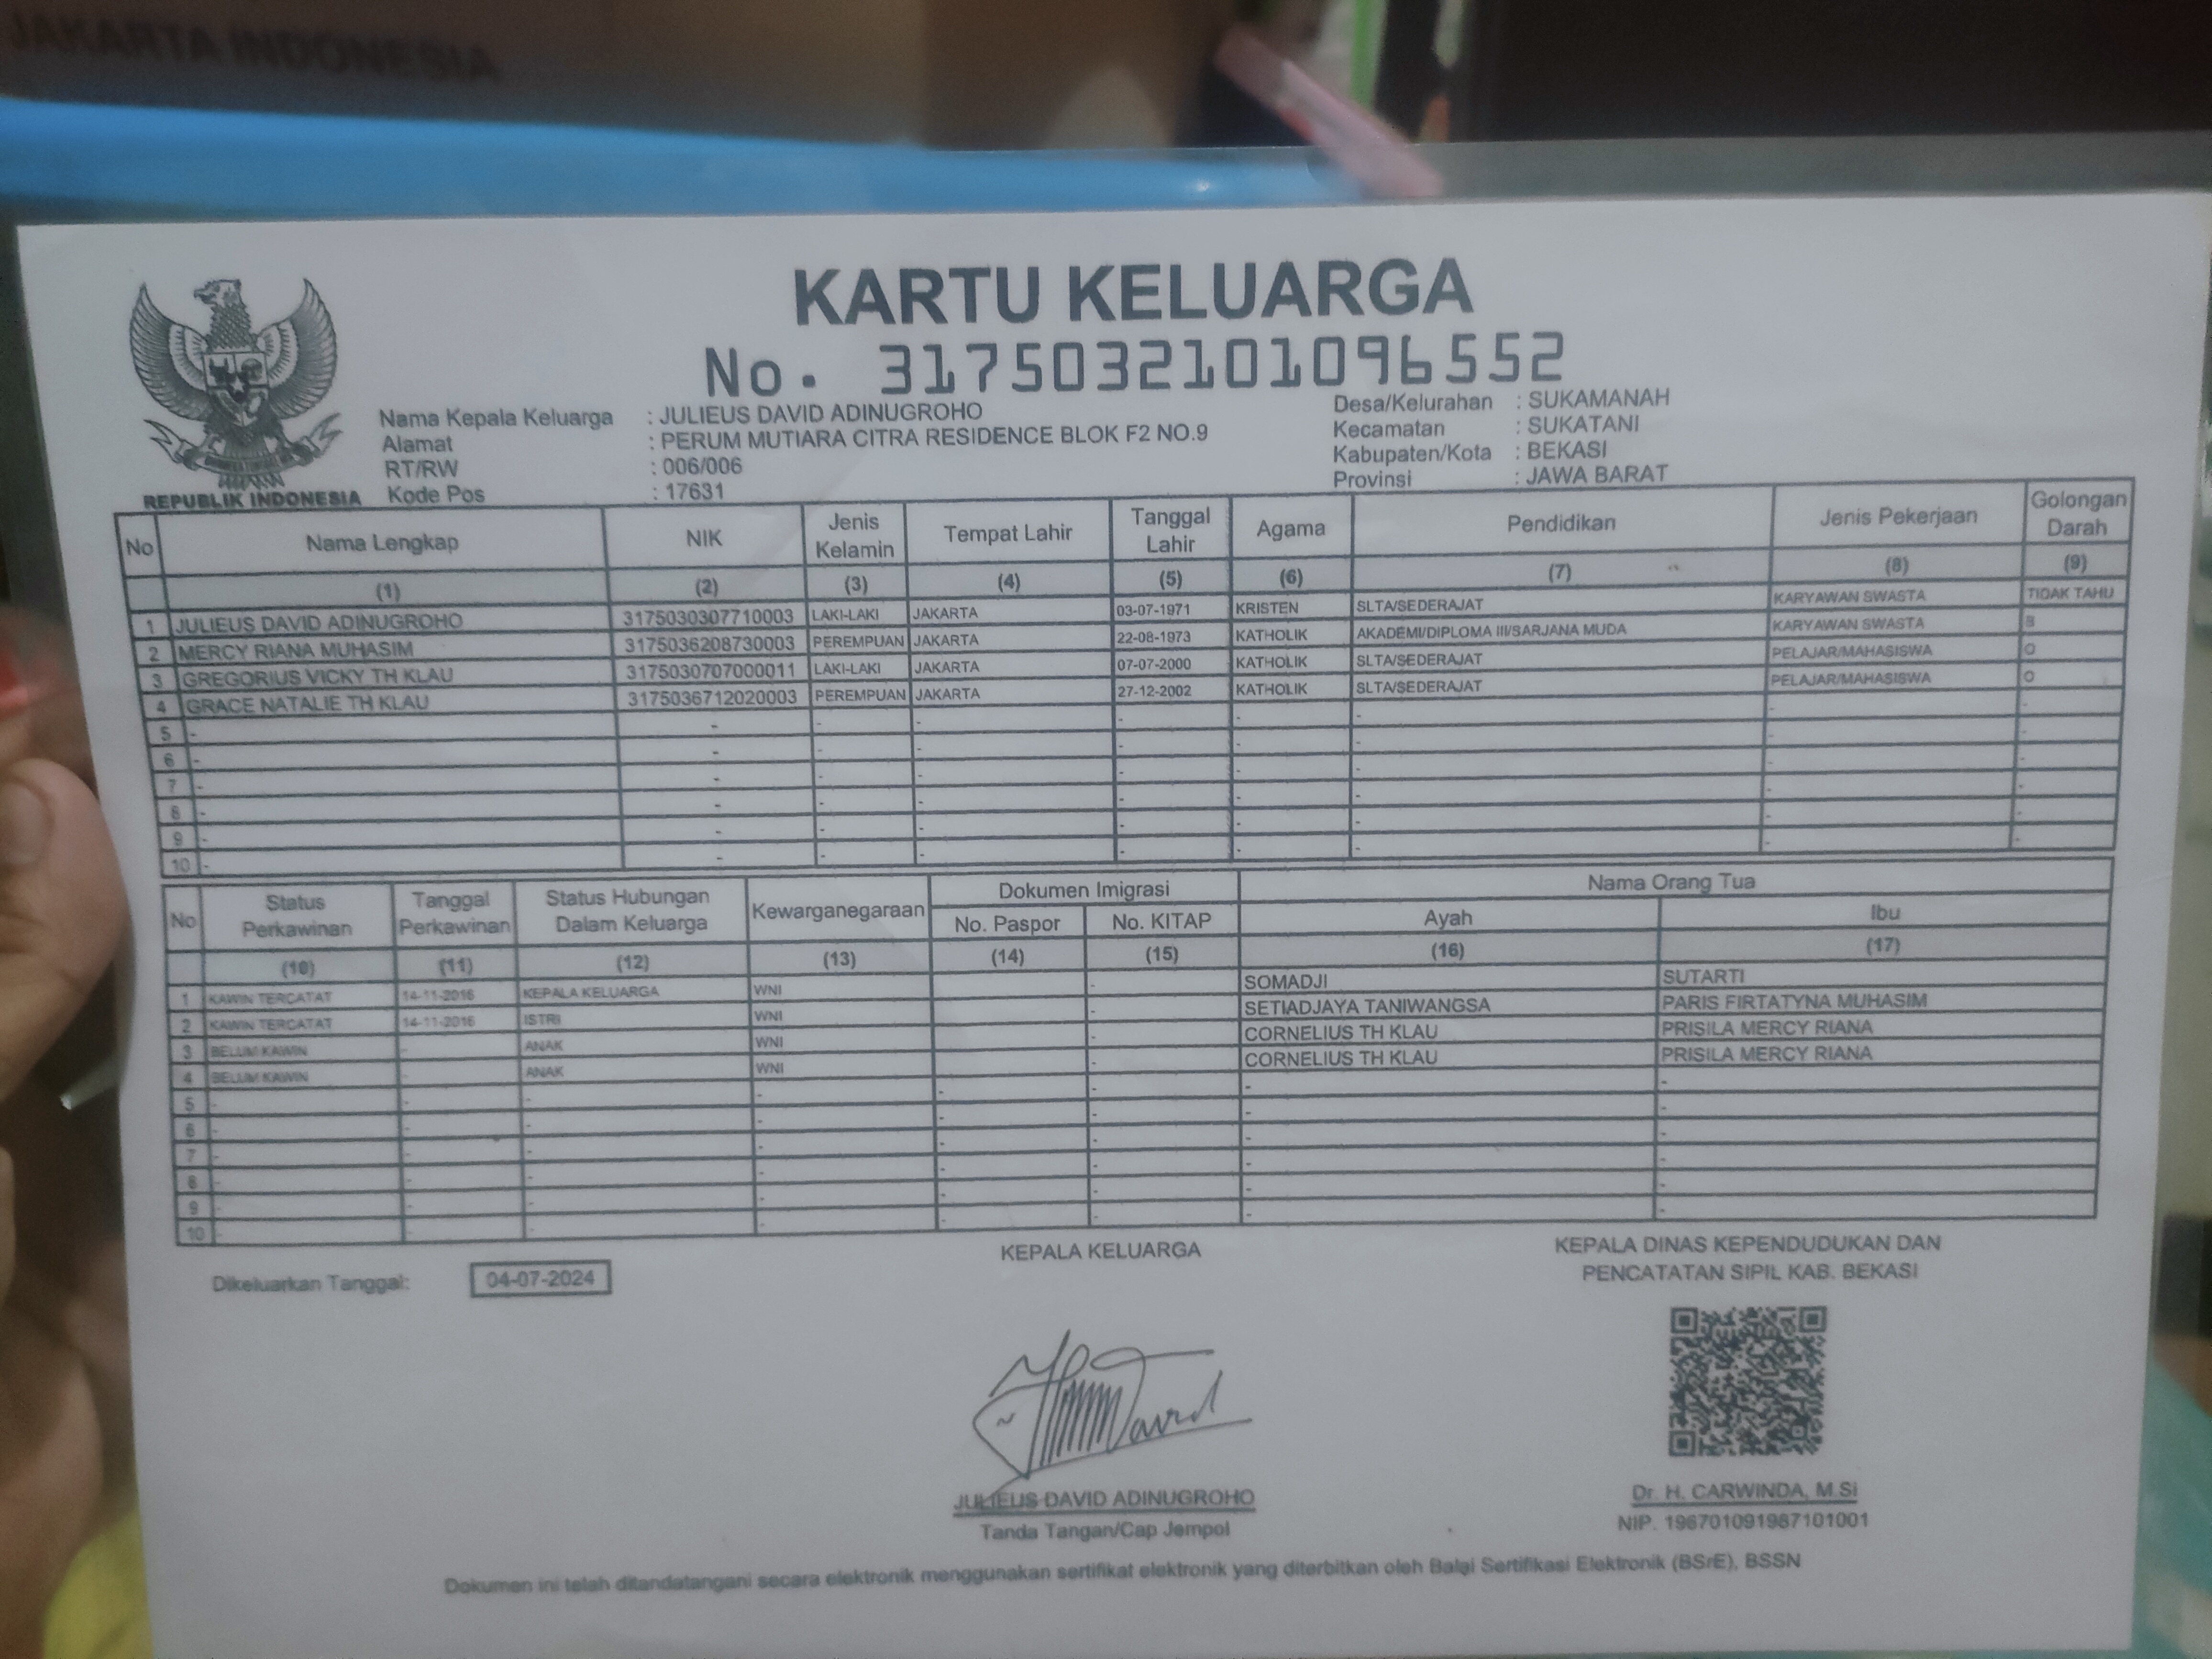 JAKARTA INDONESIA
KARTU KELUARGA
No. 3175032101096552
Nama Kepala Keluarga : JULIEUS DAVID ADINUGROHO Desa/Kelurahan : SUKAMANAH
Alamat : PERUM MUTIARA CITRA RESIDENCE BLOK F2 NO.9 Kecamatan : SUKATANI
RT/RW : 006/006 Kabupaten/Kota : BEKASI
Kode Pos : 17631 Provinsi : JAWA BARAT
REPUBLIK INDONESIA
No Nama Lengkap NIK Jenis Kelamin Tempat Lahir Tanggal Lahir Agama Pendidikan Jenis Pekerjaan Golongan Darah
(1) (2) (3) (4) (5) (6) (7) (8) (9)
1 JULIEUS DAVID ADINUGROHO 3175030307710003 LAKI-LAKI JAKARTA 03-07-1971 KRISTEN SLTA/SEDERAJAT KARYAWAN SWASTA TIDAK TAHU
2 MERCY RIANA MUHASIM 3175036208730003 PEREMPUAN JAKARTA 22-08-1973 KATHOLIK AKADEMI/DIPLOMA III/SARJANA MUDA KARYAWAN SWASTA B
3 GREGORIUS VICKY TH KLAU 3175030707000011 LAKI-LAKI JAKARTA 07-07-2000 KATHOLIK SLTA/SEDERAJAT PELAJAR/MAHASISWA O
4 GRACE NATALIE TH KLAU 3175036712020003 PEREMPUAN JAKARTA 27-12-2002 KATHOLIK SLTA/SEDERAJAT PELAJAR/MAHASISWA O
5 - - - - - - - - -
6 - - - - - - - - -
7 - - - - - - - - -
8 - - - - - - - - -
9 - - - - - - - - -
10 - - - - - - - - -
No Status Perkawinan Tanggal Perkawinan Status Hubungan Dalam Keluarga Kewarganegaraan Dokumen Imigrasi Nama Orang Tua
No. Paspor No. KITAP Ayah Ibu
(10) (11) (12) (13) (14) (15) (16) (17)
1 KAWIN TERCATAT 14-11-2016 KEPALA KELUARGA WNI - SOMADJI SUTARTI
2 KAWIN TERCATAT 14-11-2016 ISTRI WNI - SETIADJAYA TANIWANGSA PARIS FIRTATYNA MUHASIM
3 BELUM KAWIN - ANAK WNI - CORNELIUS TH KLAU PRISILA MERCY RIANA
4 BELUM KAWIN - ANAK WNI - CORNELIUS TH KLAU PRISILA MERCY RIANA
5 - - - - - - - -
6 - - - - - - - -
7 - - - - - - - -
8 - - - - - - - -
9 - - - - - - - -
10 - - - - - - - -
Dikeluarkan Tanggal: 04-07-2024
KEPALA KELUARGA
David
JULIEUS DAVID ADINUGROHO
Tanda Tangan/Cap Jempol
KEPALA DINAS KEPENDUDUKAN DAN
PENCATATAN SIPIL KAB. BEKASI
Dr. H. CARWINDA, M.Si
NIP. 196701091987101001
Dokumen ini telah ditandatangani secara elektronik menggunakan sertifikat elektronik yang diterbitkan oleh Balai Sertifikasi Elektronik (BSrE), BSSN